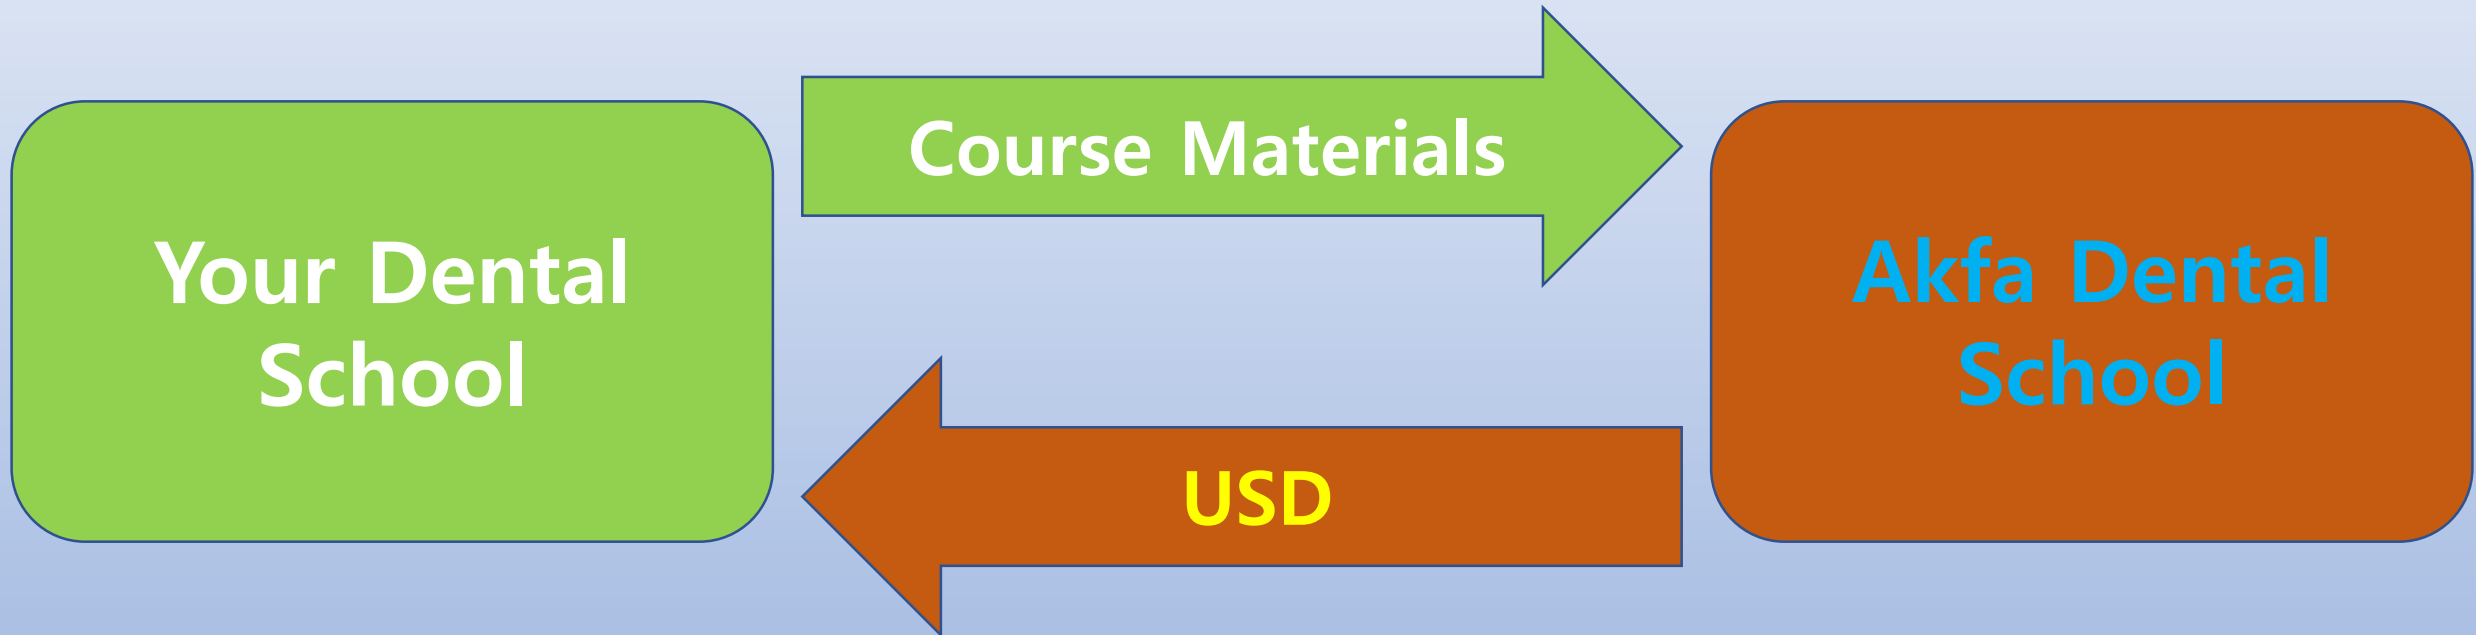 Your Dental
School
Course Materials
USD
Akfa Dental
School